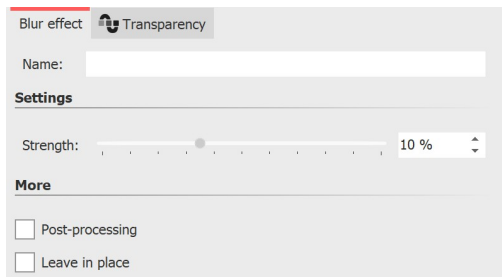 Blur effect Transparency
Name:
Settings
Strength: 10 %
More
Post-processing
Leave in place